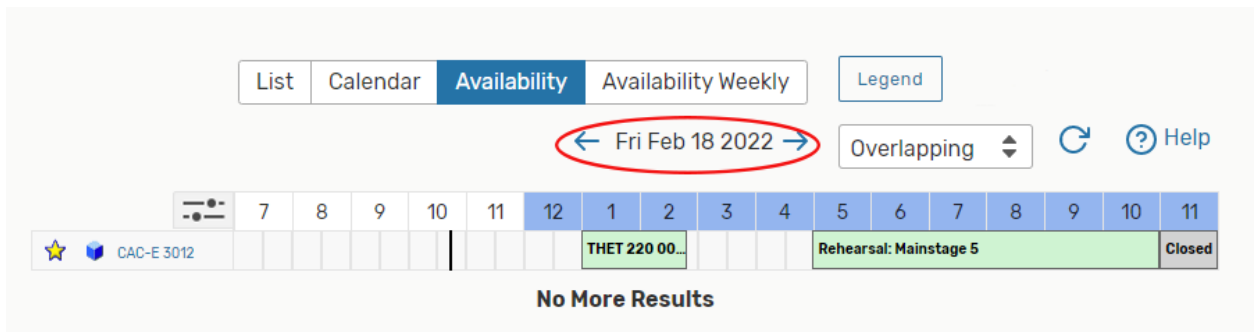 List Calendar Availability Availability Weekly Legend
← Fri Feb 18 2022 → Overlapping Help
7 8 9 10 11 12 1 2 3 4 5 6 7 8 9 10 11
CAC-E 3012 THET 220 00... Rehearsal: Mainstage 5 Closed
No More Results